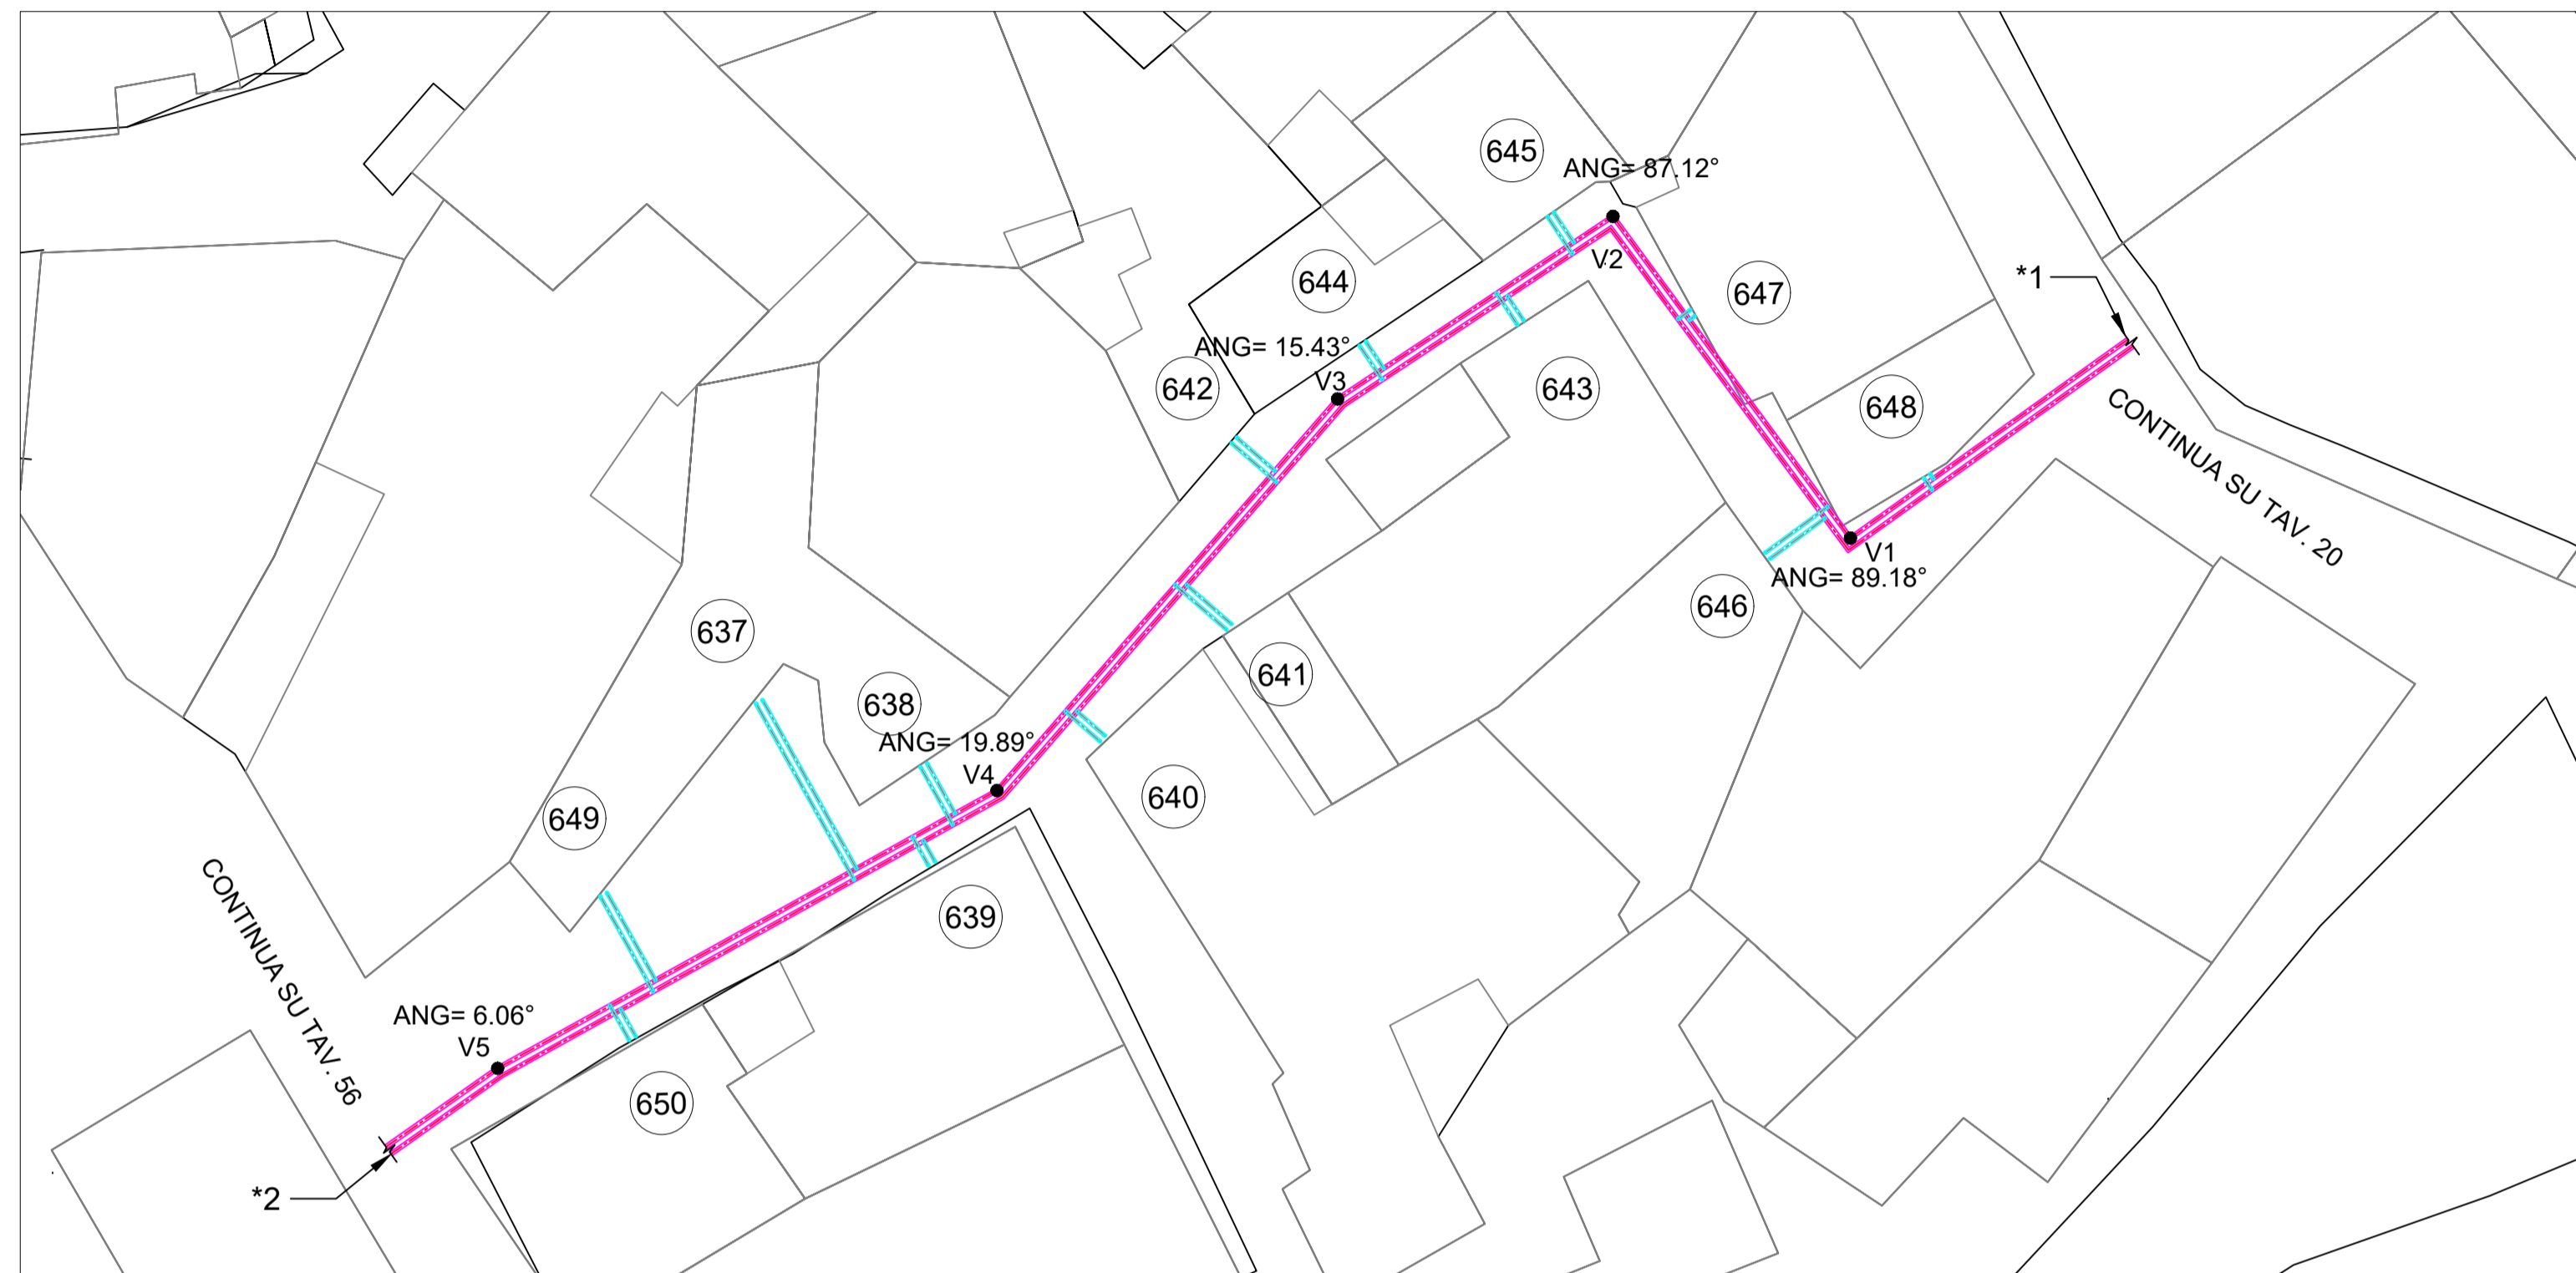 645
ANG= 87.12°
V2
644
647
*1
ANG= 15.43°
V3
642
643
648
CONTINUA SU TAV. 20
V1
ANG= 89.18°
646
637
641
638
ANG= 19.89°
V4
640
649
639
CONTINUA SU TAV. 56
ANG= 6.06°
V5
650
*2